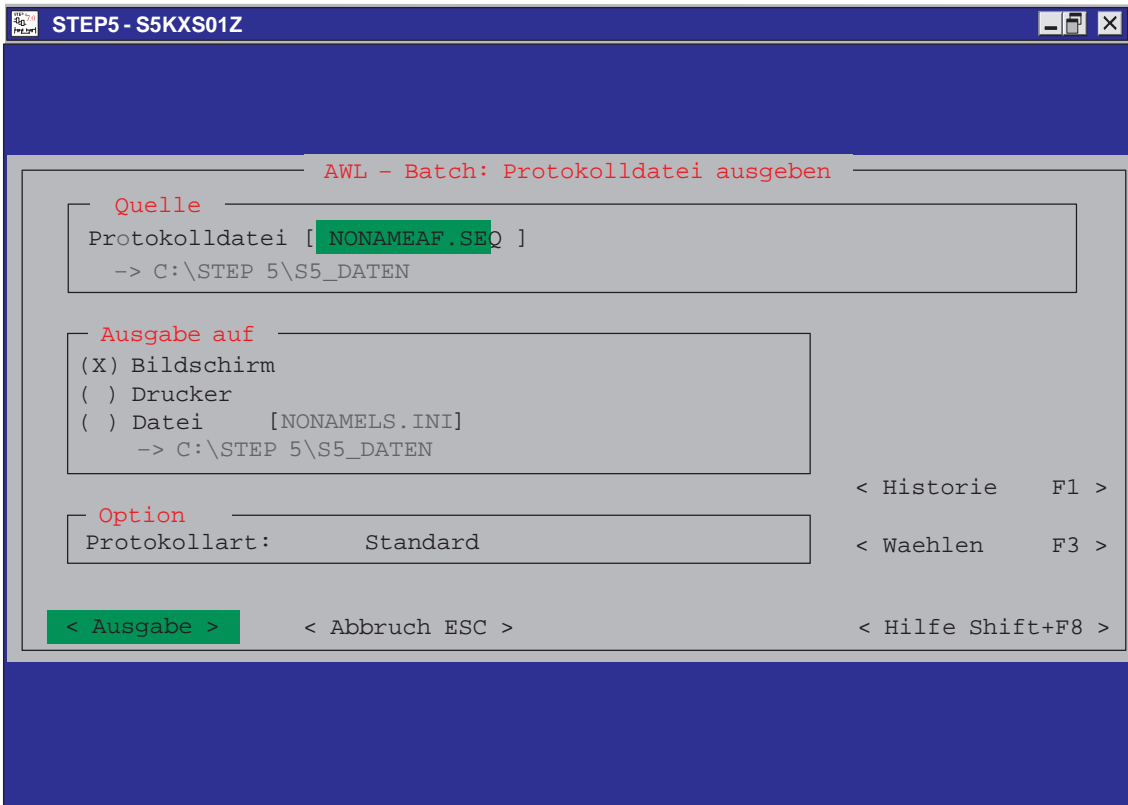 STEP5 - S5KXS01Z
AWL – Batch: Protokolldatei ausgeben
Quelle
Protokolldatei [ NONAMEAF.SEQ ]
–> C:\STEP 5\S5_DATEN
Ausgabe auf
(X) Bildschirm
( ) Drucker
( ) Datei [NONAMELS.INI]
–> C:\STEP 5\S5_DATEN
< Historie F1 >
Option
Protokollart: Standard
< Waehlen F3 >
< Ausgabe > < Abbruch ESC > < Hilfe Shift+F8 >